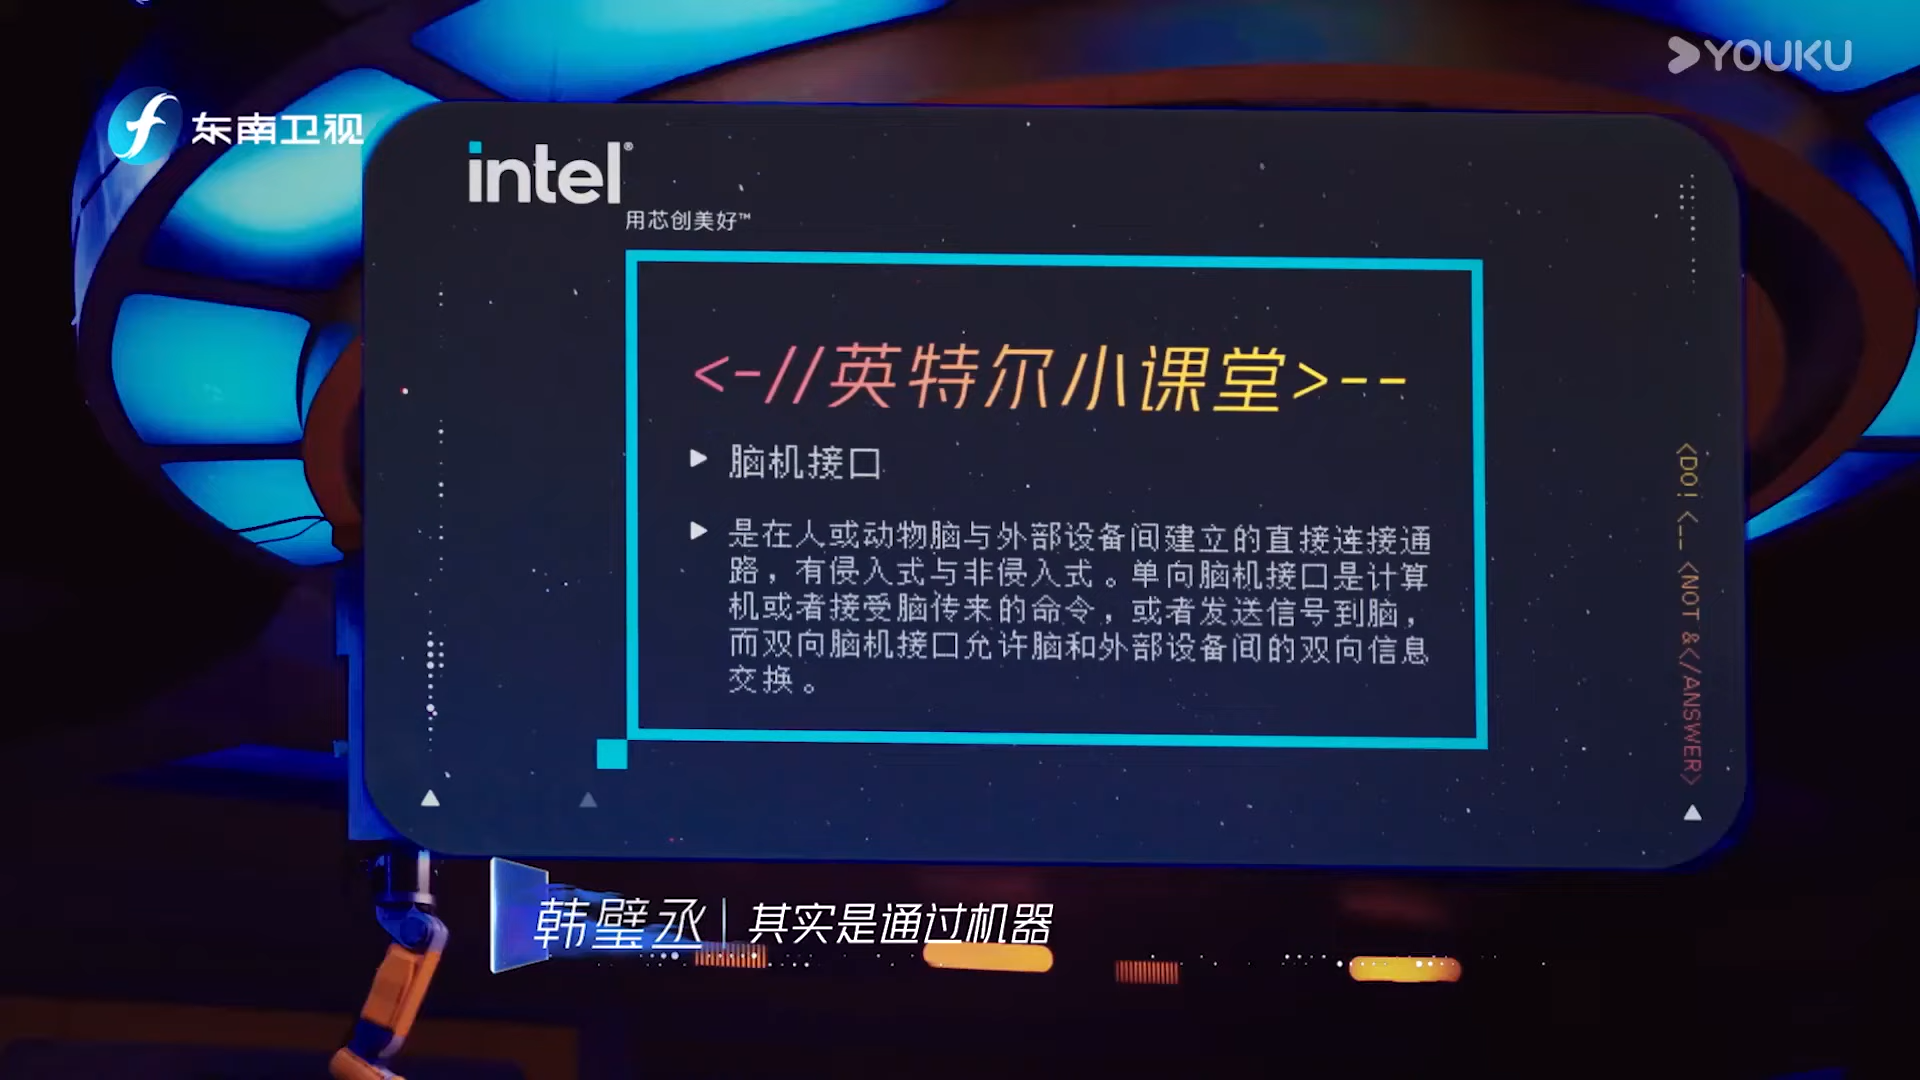 YOUKU
东南卫视
intel®
用芯创美好™
<-//英特尔小课堂>--
脑机接口
是在人或动物脑与外部设备间建立的直接连接通
路，有侵入式与非侵入式。单向脑机接口是计算
机或者接受脑传来的命令，或者发送信号到脑，
而双向脑机接口允许脑和外部设备间的双向信息
交换。
<DO! <-- <NOT &</ANSWER>
韩璧丞 | 其实是通过机器